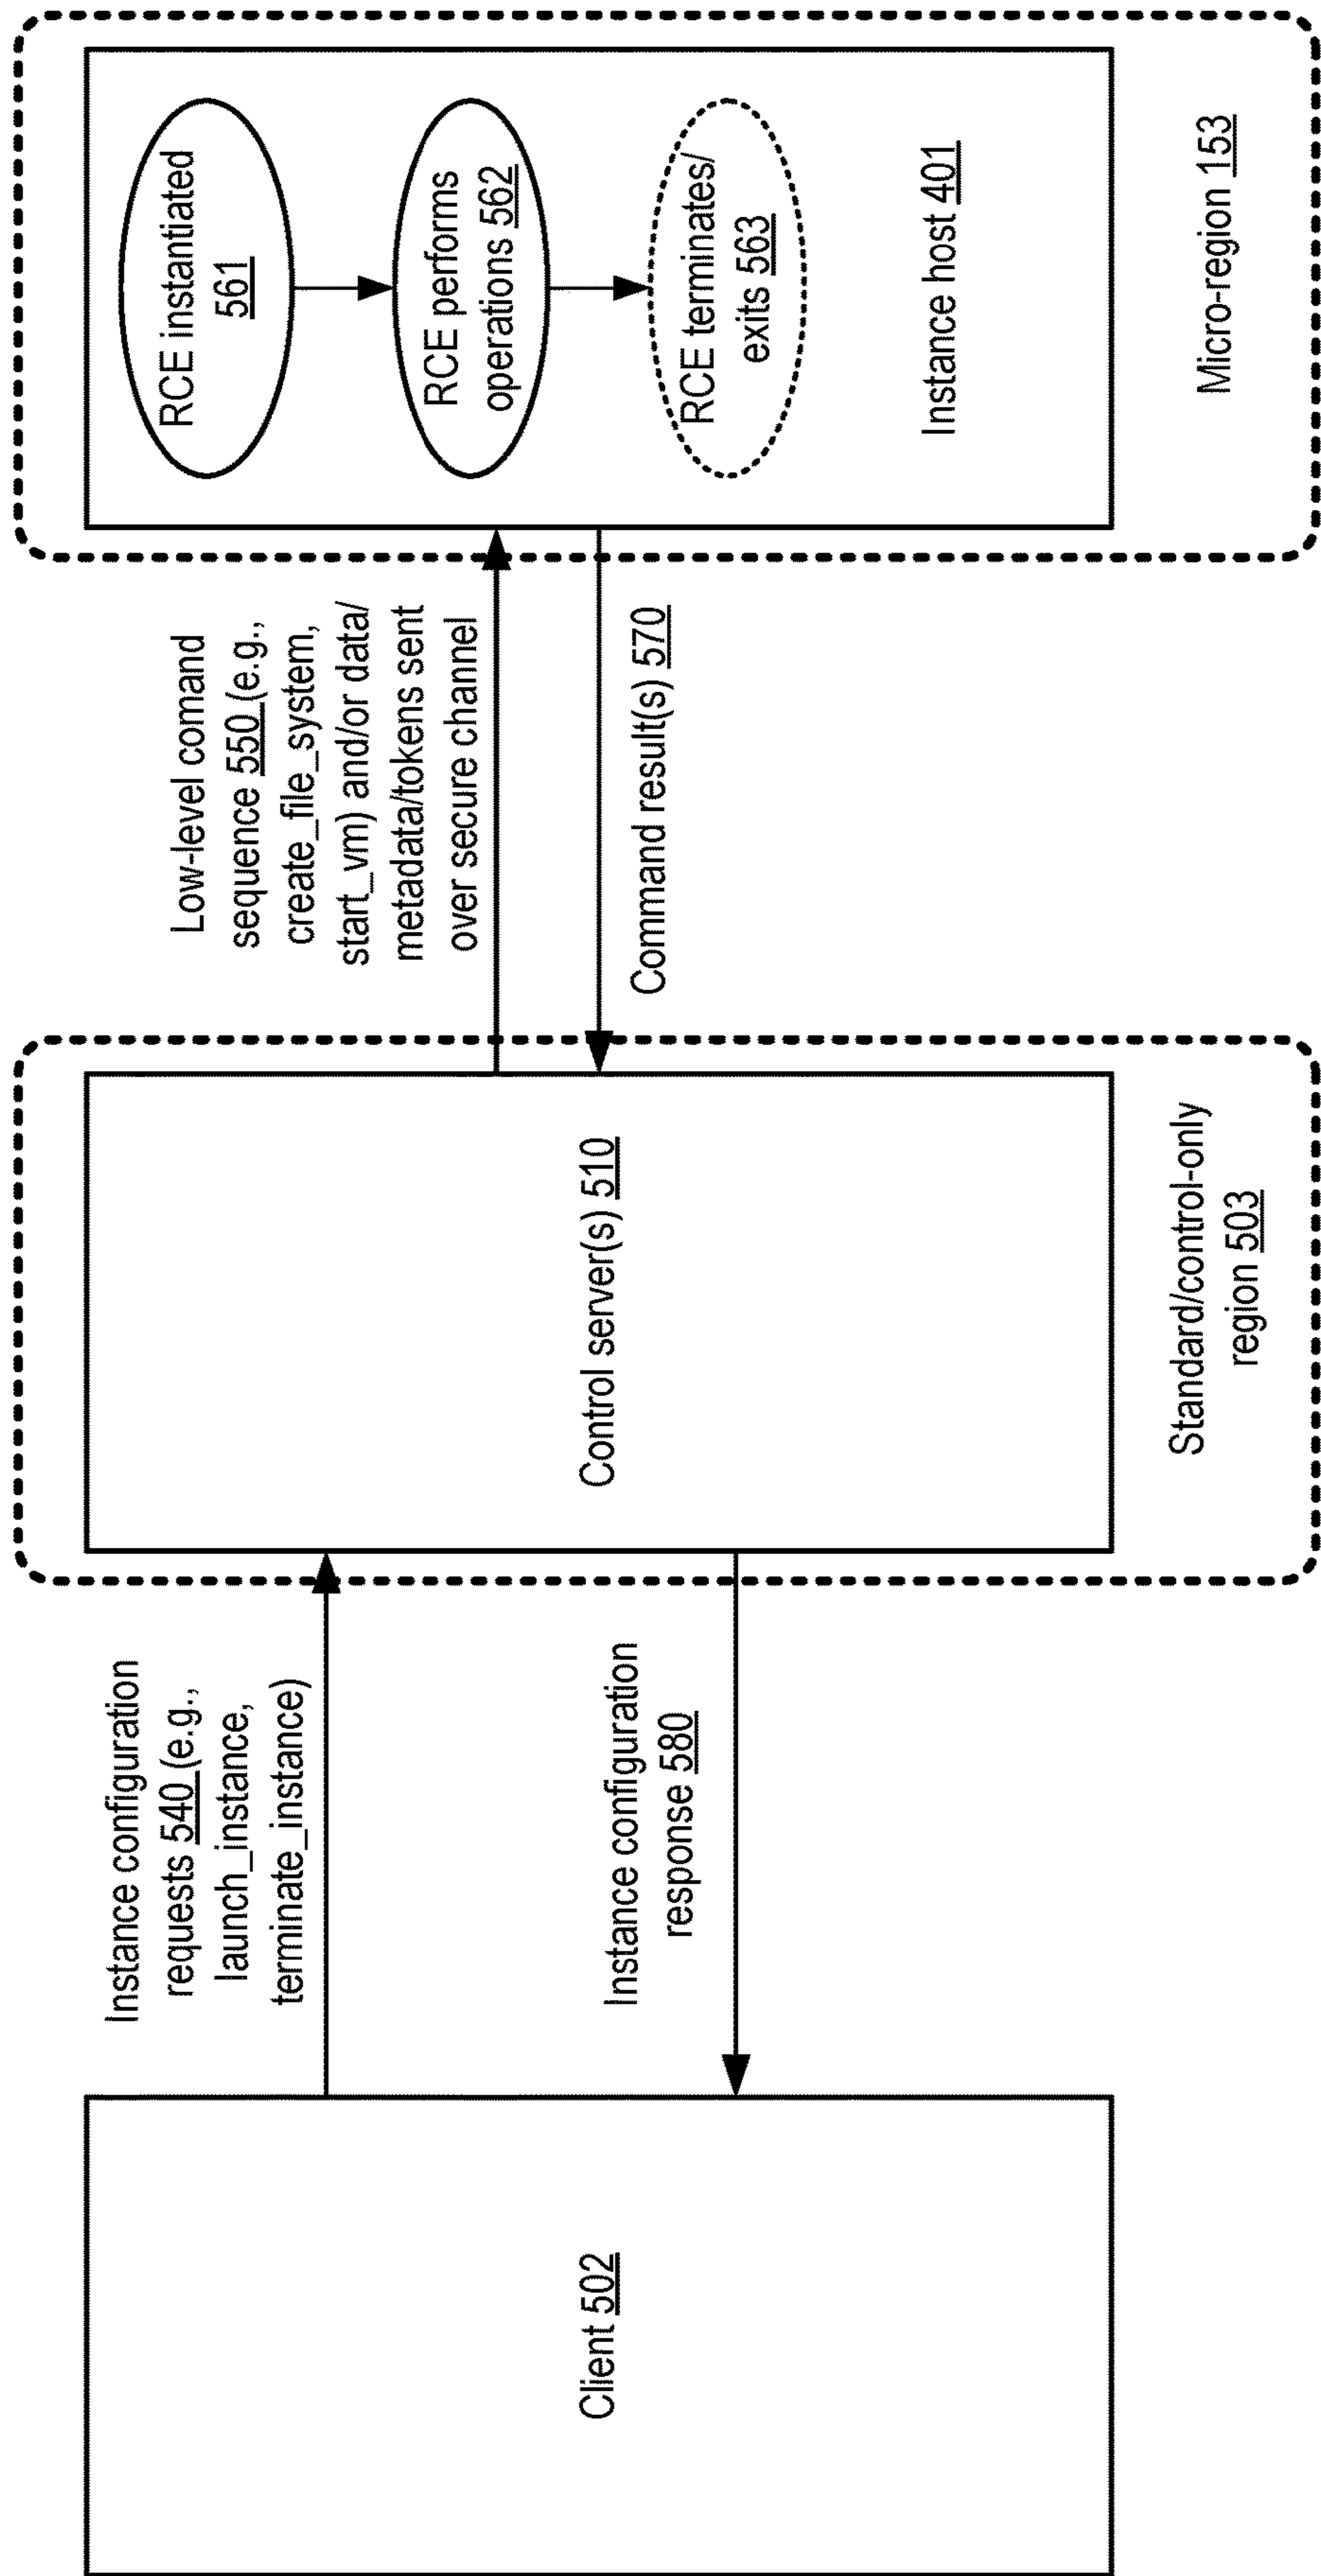 Instance configuration
requests 540 (e.g.,
launch_instance,
terminate_instance)
Low-level comand
sequence 550 (e.g.,
create_file_system,
start_vm) and/or data/
metadata/tokens sent
over secure channel
RCE instantiated
561
RCE performs
operations 562
RCE terminates/
exits 563
Client 502
Instance configuration
response 580
Control server(s) 510
Command result(s) 570
Instance host 401
Standard/control-only
region 503
Micro-region 153